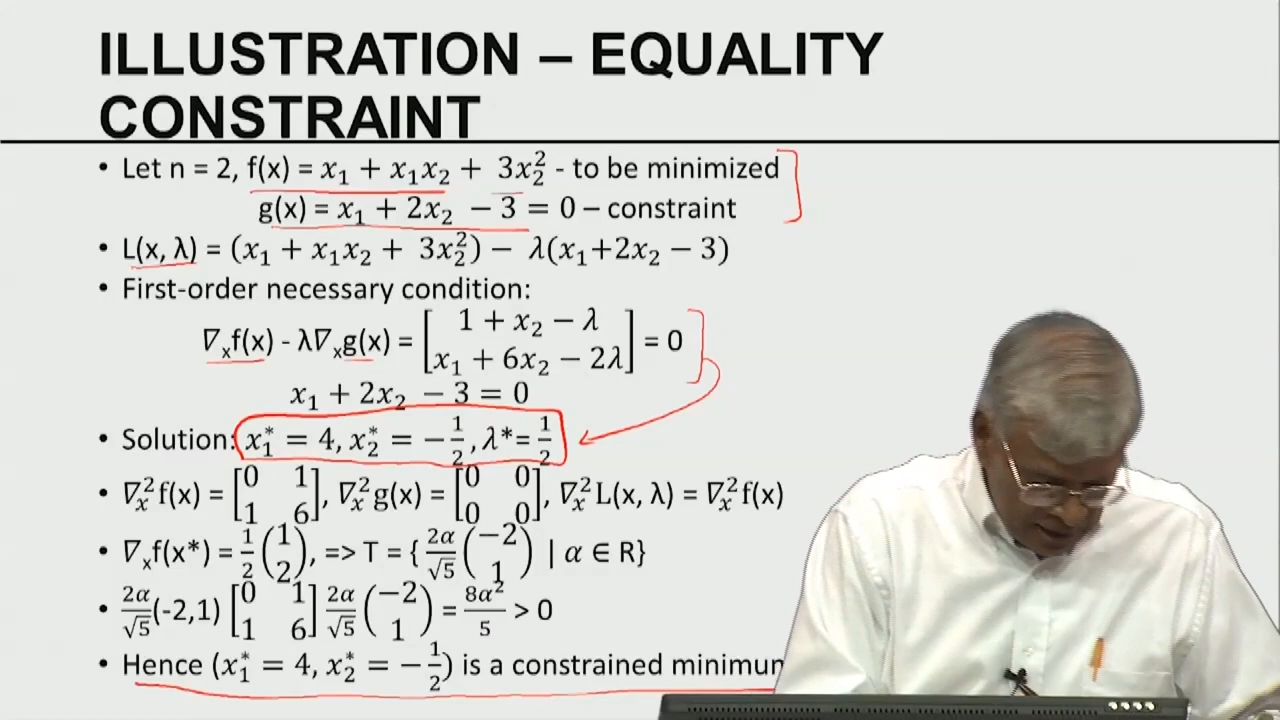 ILLUSTRATION – EQUALITY
CONSTRAINT
• Let n = 2, f(x) = x₁ + x₁x₂ + 3x₂² - to be minimized
g(x) = x₁ + 2x₂ − 3 = 0 – constraint
• L(x, λ) = (x₁ + x₁x₂ + 3x₂²) − λ(x₁+2x₂ − 3)
• First-order necessary condition:
∇ₓf(x) - λ∇ₓg(x) = [1 + x₂ − λ; x₁ + 6x₂ − 2λ] = 0
x₁ + 2x₂ − 3 = 0
• Solution: x₁* = 4, x₂* = −1/2, λ*= 1/2
• ∇ₓ²f(x) = [0 1; 1 6], ∇ₓ²g(x) = [0 0; 0 0], ∇ₓ²L(x, λ) = ∇ₓ²f(x)
• ∇ₓf(x*) = 1/2 (1; 2), => T = { 2α/√5 (−2; 1) | α ∈ R}
• 2α/√5 (-2,1) [0 1; 1 6] 2α/√5 (−2; 1) = 8α²/5 > 0
• Hence (x₁* = 4, x₂* = −1/2) is a constrained minimum